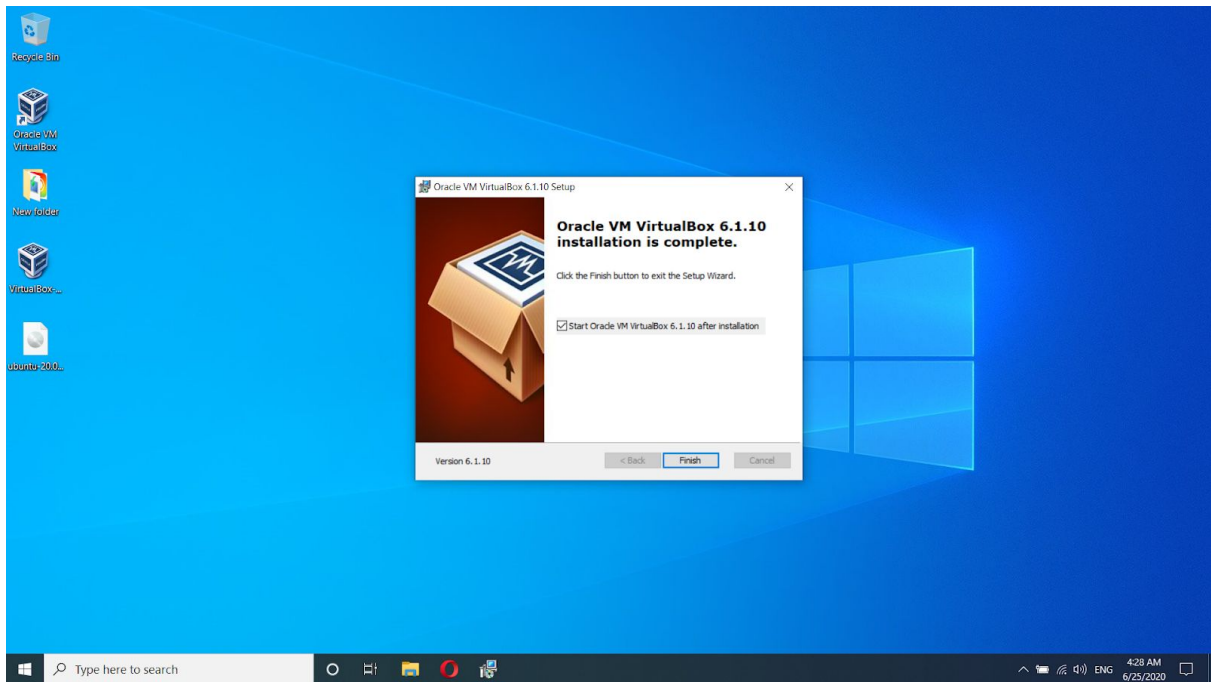 Recycle Bin
Oracle VM
VirtualBox
New folder
VirtualBox-...
ubuntu-20.0...
Oracle VM VirtualBox 6.1.10 Setup
Oracle VM VirtualBox 6.1.10
installation is complete.
Click the Finish button to exit the Setup Wizard.
Start Oracle VM VirtualBox 6.1.10 after installation
Version 6.1.10
< Back
Finish
Cancel
Type here to search
ENG
4:28 AM
6/25/2020